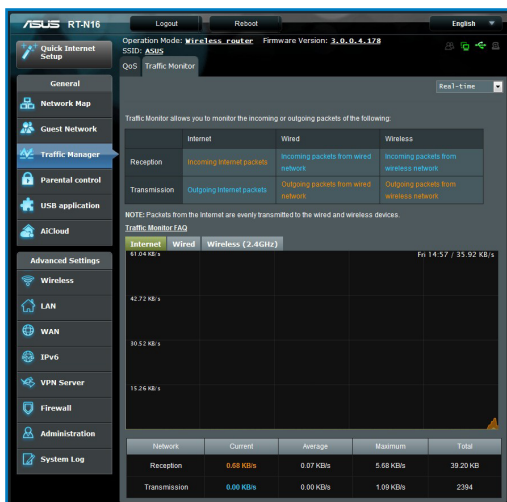 ASUS RT-N16 Logout Reboot English
Quick Internet Setup
Operation Mode: Wireless router Firmware Version: 3.0.0.4.178
SSID: ASUS
QoS Traffic Monitor
General
Network Map
Guest Network
Traffic Manager
Parental control
USB application
AiCloud
Advanced Settings
Wireless
LAN
WAN
IPv6
VPN Server
Firewall
Administration
System Log
Real-time
Traffic Monitor allows you to monitor the incoming or outgoing packets of the following:
Internet Wired Wireless
Reception Incoming Internet packets Incoming packets from wired network Incoming packets from wireless network
Transmission Outgoing Internet packets Outgoing packets from wired network Outgoing packets from wireless network
NOTE: Packets from the Internet are evenly transmitted to the wired and wireless devices.
Traffic Monitor FAQ
Internet Wired Wireless (2.4GHz)
61.04 KB/s Fri 14:57 / 35.92 KB/s
42.72 KB/s
30.52 KB/s
15.26 KB/s
Network Current Average Maximum Total
Reception 0.68 KB/s 0.07 KB/s 5.68 KB/s 39.20 KB
Transmission 0.00 KB/s 0.00 KB/s 1.09 KB/s 2394